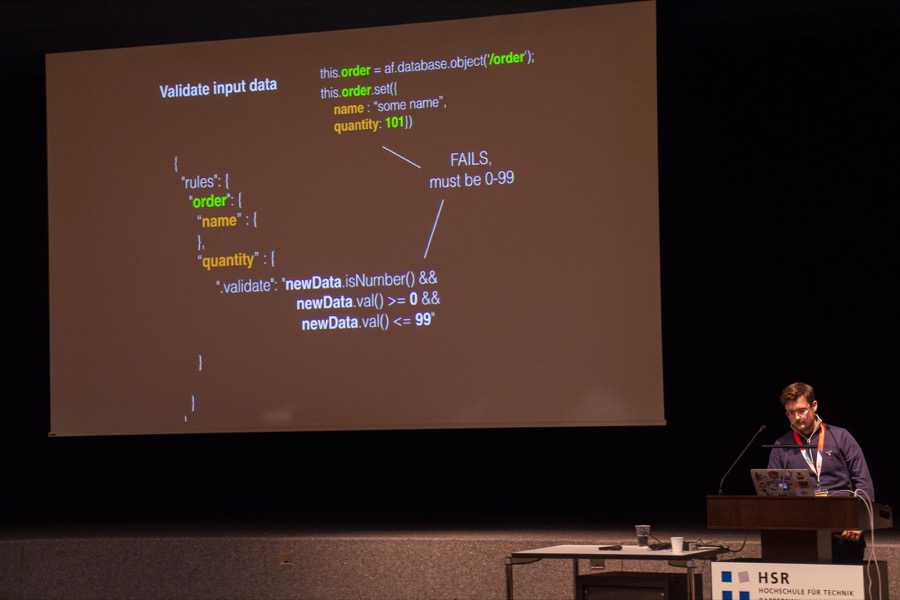 Validate input data
this.order = af.database.object('/order');
this.order.set({
name : "some name",
quantity: 101})
FAILS,
must be 0-99
{
"rules": {
"order": {
"name" : {
},
"quantity" : {
".validate": "newData.isNumber() &&
newData.val() >= 0 &&
newData.val() <= 99"
}
}
HSR
HOCHSCHULE FÜR TECHNIK